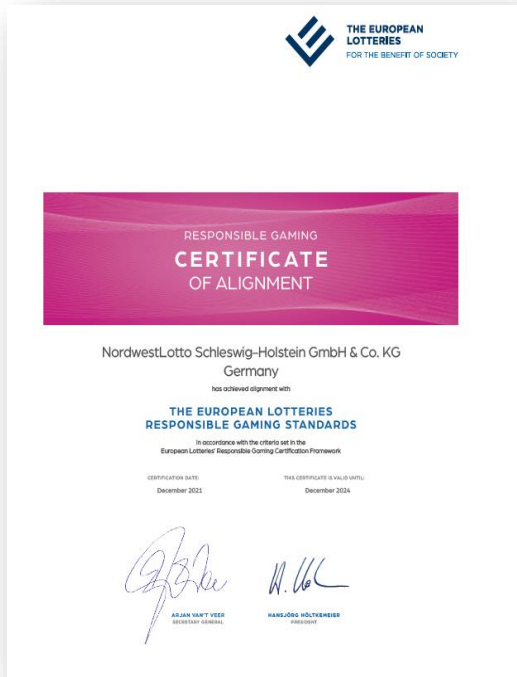 THE EUROPEAN
LOTTERIES
FOR THE BENEFIT OF SOCIETY
RESPONSIBLE GAMING
CERTIFICATE
OF ALIGNMENT
NordwestLotto Schleswig-Holstein GmbH & Co. KG
Germany
has achieved alignment with
THE EUROPEAN LOTTERIES
RESPONSIBLE GAMING STANDARDS
in accordance with the criteria set in the
European Lotteries' Responsible Gaming Certification Framework
CERTIFICATION DATE: THIS CERTIFICATE IS VALID UNTIL:
December 2021 December 2024
ARJAN VAN'T VEER HANSJÖRG HÖLTKEMEIER
SECRETARY GENERAL PRESIDENT